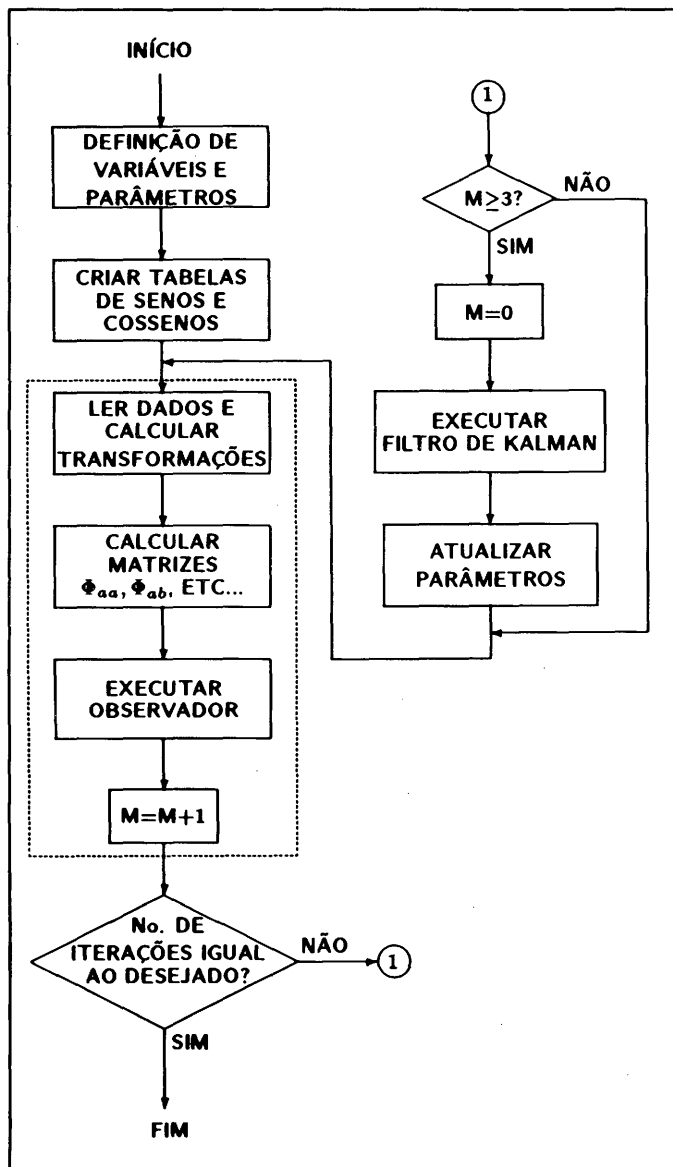 INÍCIO
DEFINIÇÃO DE
VARIÁVEIS E
PARÂMETROS
CRIAR TABELAS
DE SENOS E
COSSENOS
LER DADOS E
CALCULAR
TRANSFORMAÇÕES
CALCULAR
MATRIZES
Φaa, Φab, ETC...
EXECUTAR
OBSERVADOR
M=M+1
No. DE
ITERAÇÕES IGUAL
AO DESEJADO?
NÃO
1
SIM
FIM
1
M≥3?
NÃO
SIM
M=0
EXECUTAR
FILTRO DE KALMAN
ATUALIZAR
PARÂMETROS